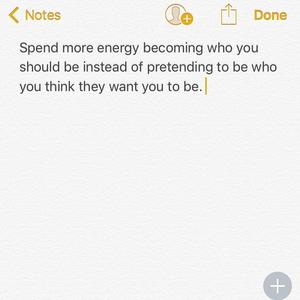 Notes
Done
Spend more energy becoming who you
should be instead of pretending to be who
you think they want you to be.